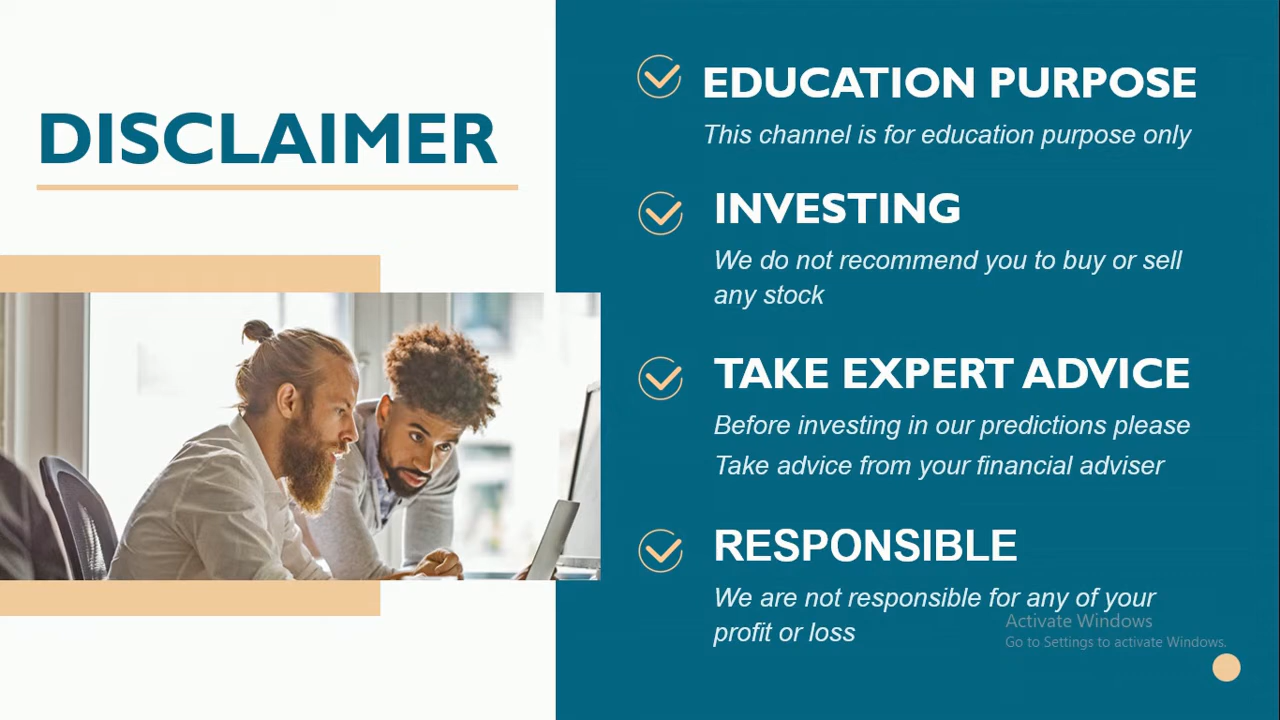 DISCLAIMER
EDUCATION PURPOSE
This channel is for education purpose only
INVESTING
We do not recommend you to buy or sell
any stock
TAKE EXPERT ADVICE
Before investing in our predictions please
Take advice from your financial adviser
RESPONSIBLE
We are not responsible for any of your
profit or loss
Activate Windows
Go to Settings to activate Windows.